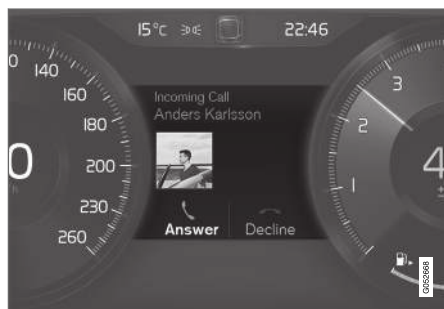 15°C 22:46
0 140 160 180 200 230 260
0
Incoming Call
Anders Karlsson
Answer Decline
3
2
1
4
G052668